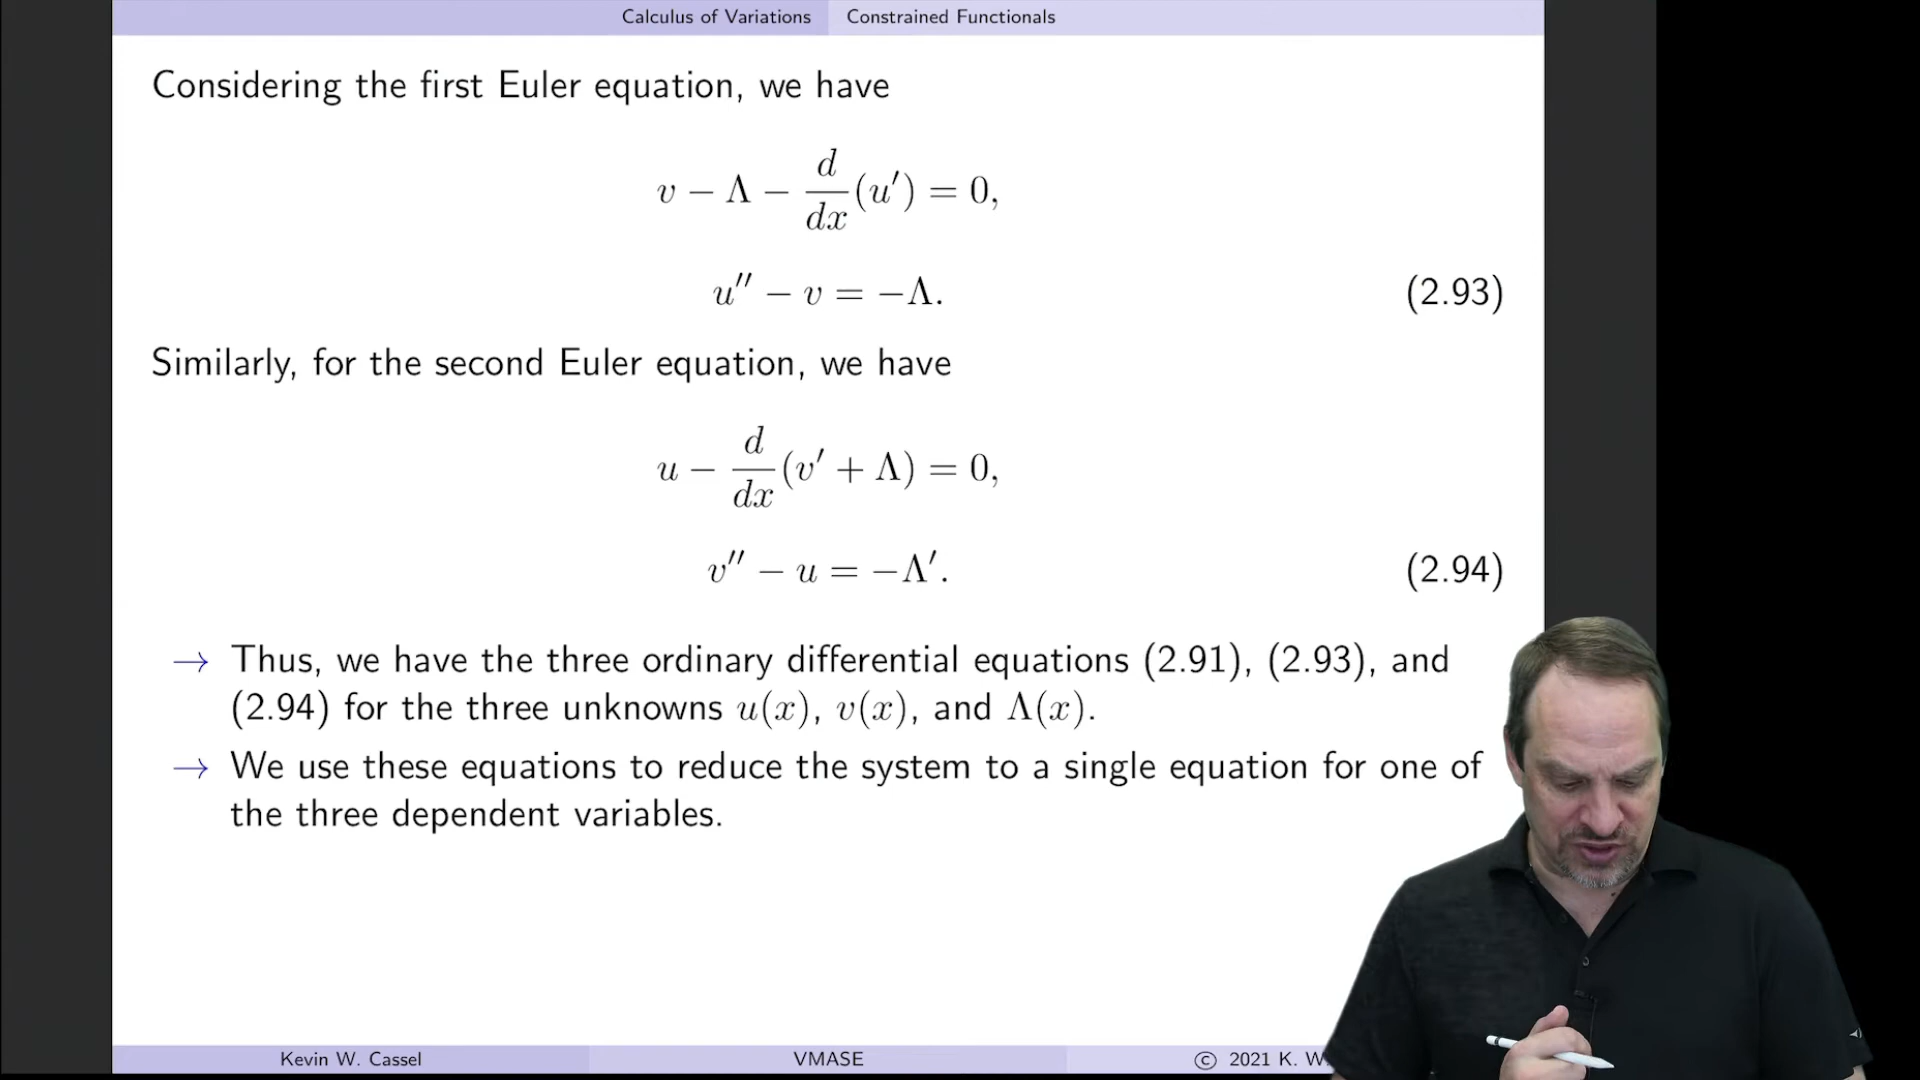 Calculus of Variations Constrained Functionals
Considering the first Euler equation, we have
v − Λ − d/dx (u′) = 0,
u″ − v = −Λ. (2.93)
Similarly, for the second Euler equation, we have
u − d/dx (v′ + Λ) = 0,
v″ − u = −Λ′. (2.94)
→ Thus, we have the three ordinary differential equations (2.91), (2.93), and
(2.94) for the three unknowns u(x), v(x), and Λ(x).
→ We use these equations to reduce the system to a single equation for one of
the three dependent variables.
Kevin W. Cassel VMASE © 2021 K. W.